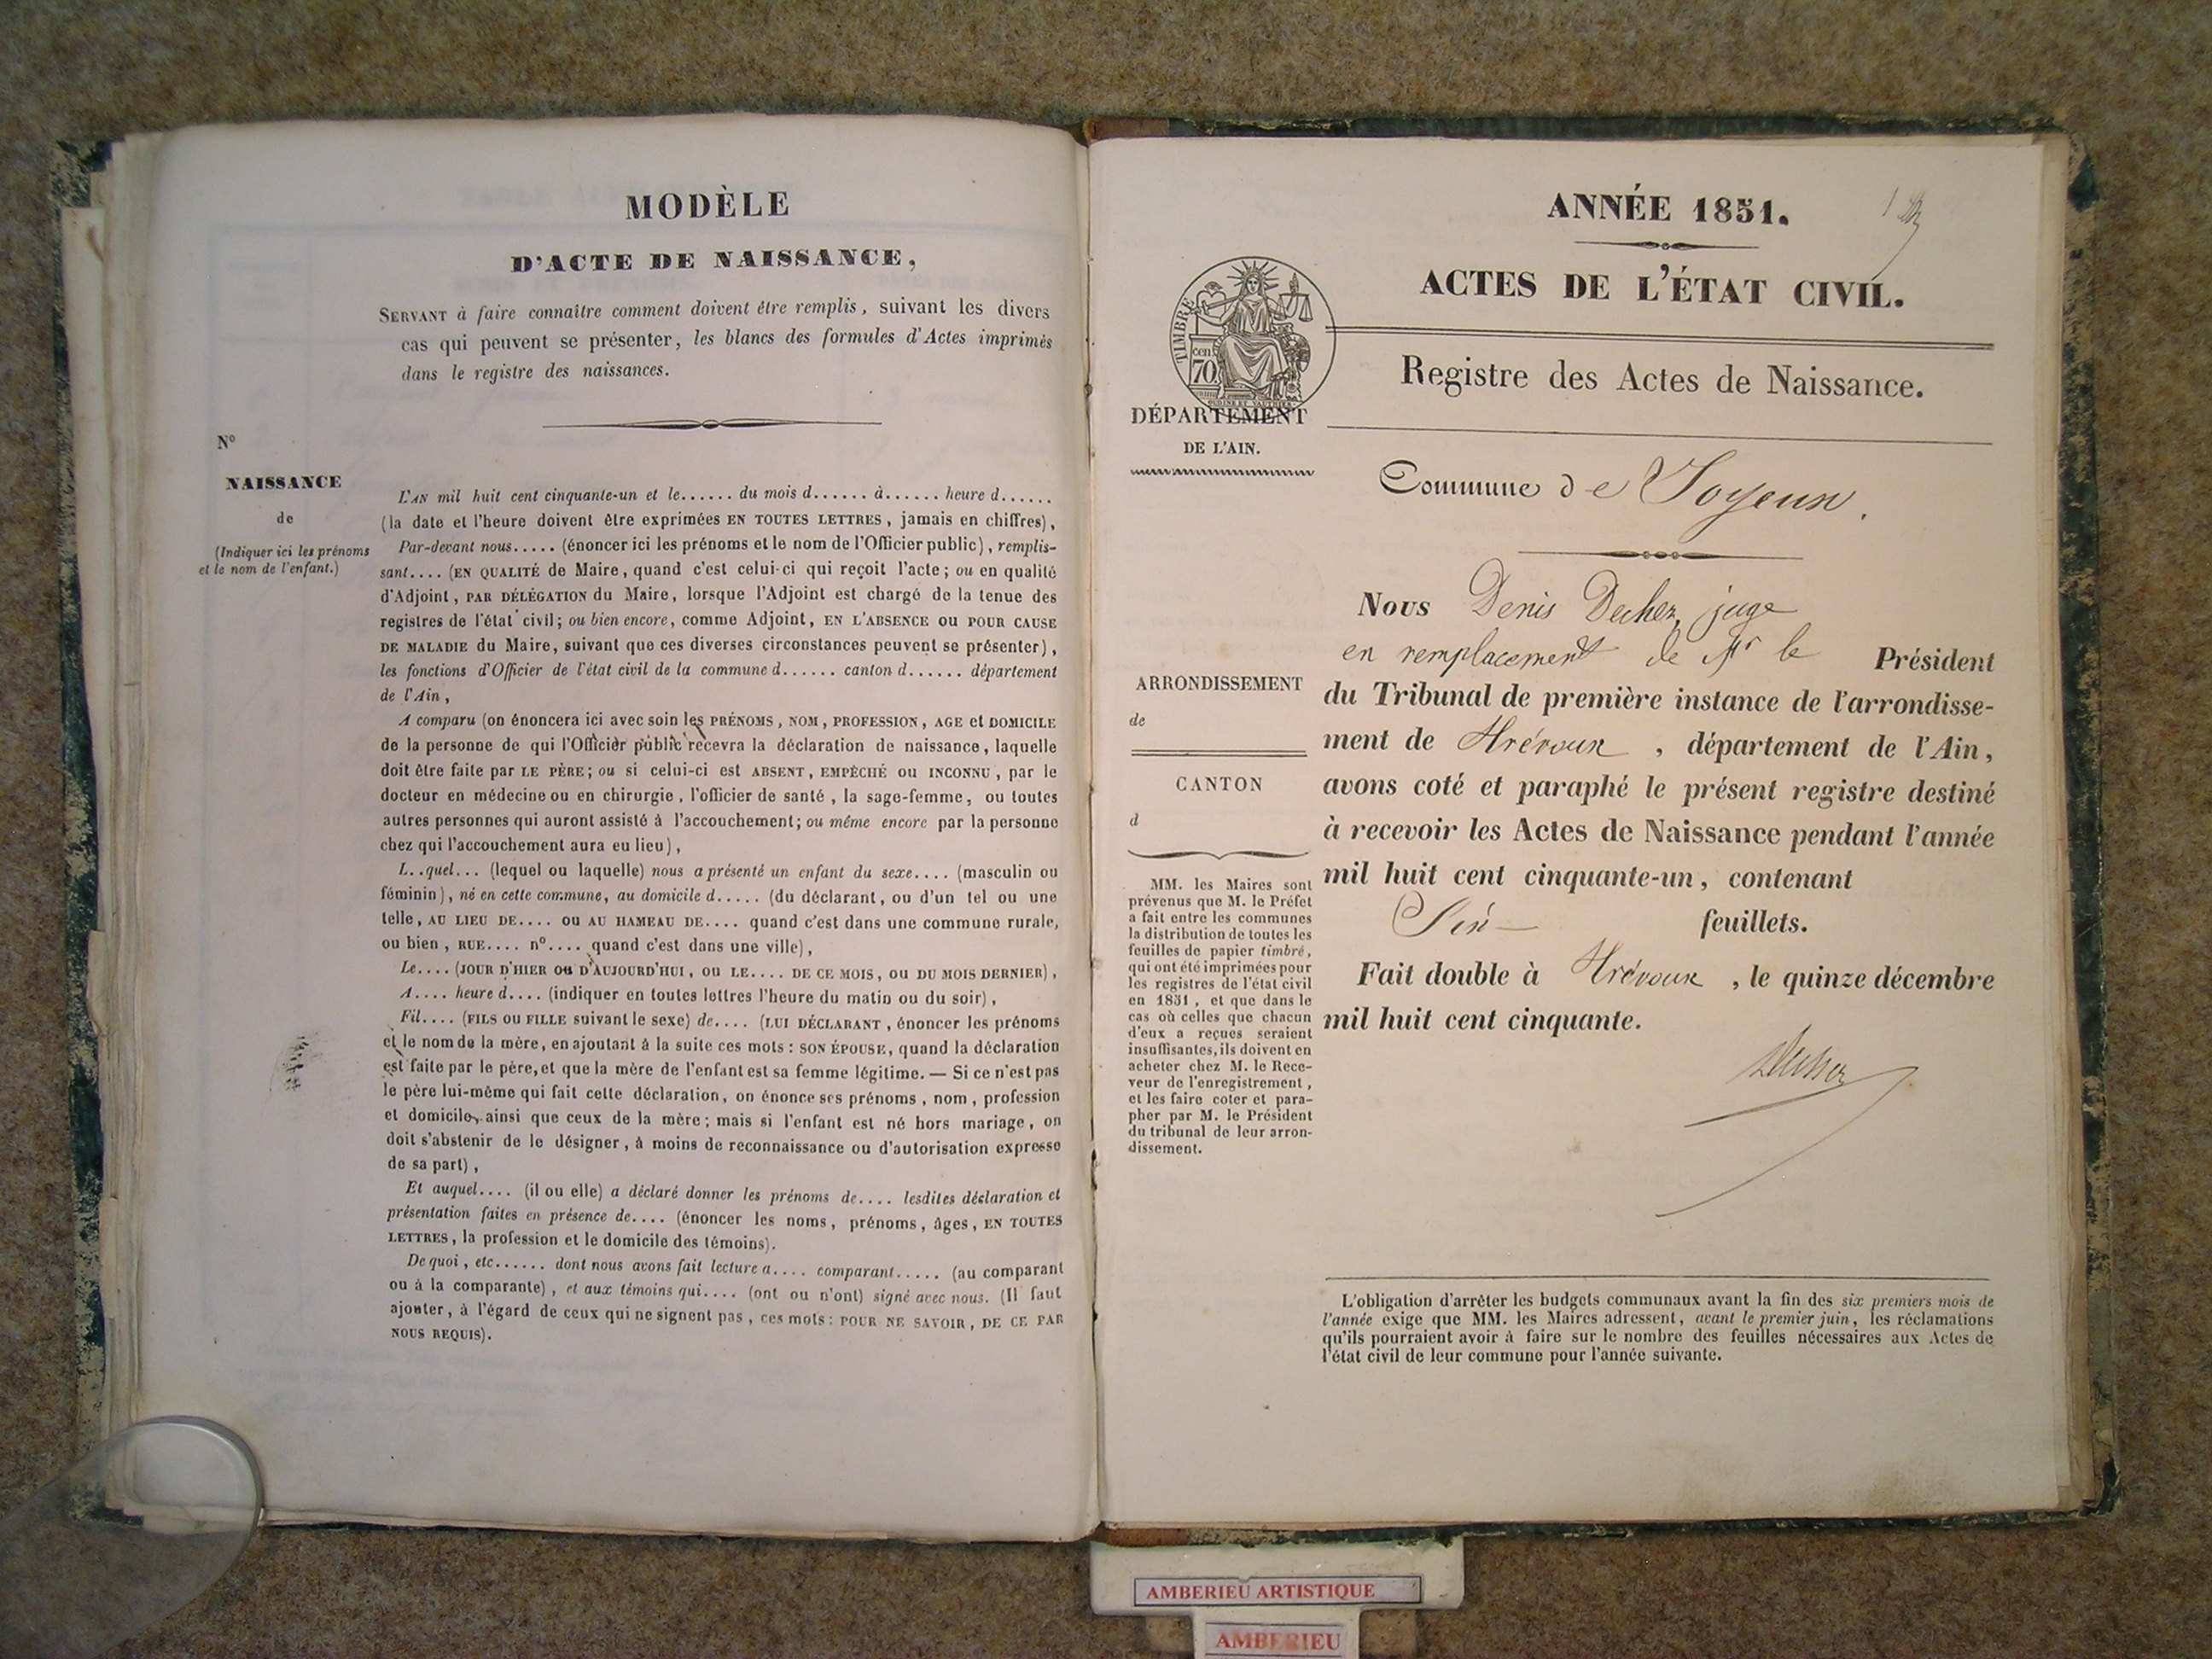 MODÈLE
D'ACTE DE NAISSANCE,
SERVANT à faire connaître comment doivent être remplis, suivant les divers
cas qui peuvent se présenter, les blancs des formules d'Actes imprimés
dans le registre des naissances.
N°
NAISSANCE
de
(Indiquer ici les prénoms
et le nom de l'enfant.)
L'AN mil huit cent cinquante-un et le...... du mois d...... à...... heure d......
(la date et l'heure doivent être exprimées EN TOUTES LETTRES, jamais en chiffres),
Par-devant nous..... (énoncer ici les prénoms et le nom de l'Officier public), remplis-
sant.... (EN QUALITÉ de Maire, quand c'est celui-ci qui reçoit l'acte; ou en qualité
d'Adjoint, PAR DÉLÉGATION du Maire, lorsque l'Adjoint est chargé de la tenue des
registres de l'état civil; ou bien encore, comme Adjoint, EN L'ABSENCE OU POUR CAUSE
DE MALADIE du Maire, suivant que ces diverses circonstances peuvent se présenter),
les fonctions d'Officier de l'état civil de la commune d...... canton d...... département
de l'Ain,
A comparu (on énoncera ici avec soin les PRÉNOMS, NOM, PROFESSION, AGE et DOMICILE
de la personne de qui l'Officier public recevra la déclaration de naissance, laquelle
doit être faite par LE PÈRE; ou si celui-ci est ABSENT, EMPÊCHÉ ou INCONNU, par le
docteur en médecine ou en chirurgie, l'officier de santé, la sage-femme, ou toutes
autres personnes qui auront assisté à l'accouchement; ou même encore par la personne
chez qui l'accouchement aura eu lieu),
L..quel... (lequel ou laquelle) nous a présenté un enfant du sexe.... (masculin ou
féminin), né en cette commune, au domicile d..... (du déclarant, ou d'un tel ou une
telle, AU LIEU DE.... OU AU HAMEAU DE.... quand c'est dans une commune rurale,
ou bien, RUE.... n°.... quand c'est dans une ville),
Le.... (JOUR D'HIER OU D'AUJOURD'HUI, OU LE.... DE CE MOIS, OU DU MOIS DERNIER),
A.... heure d.... (indiquer en toutes lettres l'heure du matin ou du soir),
Fil.... (FILS OU FILLE suivant le sexe) de.... (LUI DÉCLARANT, énoncer les prénoms
et le nom de la mère, en ajoutant à la suite ces mots: SON ÉPOUSE, quand la déclaration
est faite par le père, et que la mère de l'enfant est sa femme légitime. — Si ce n'est pas
le père lui-même qui fait cette déclaration, on énonce ses prénoms, nom, profession
et domicile, ainsi que ceux de la mère; mais si l'enfant est né hors mariage, on
doit s'abstenir de le désigner, à moins de reconnaissance ou d'autorisation expresse
de sa part),
Et auquel.... (il ou elle) a déclaré donner les prénoms de.... lesdites déclaration et
présentation faites en présence de.... (énoncer les noms, prénoms, âges, EN TOUTES
LETTRES, la profession et le domicile des témoins).
De quoi, etc...... dont nous avons fait lecture a.... comparant..... (au comparant
ou à la comparante), et aux témoins qui.... (ont ou n'ont) signé avec nous. (Il faut
ajouter, à l'égard de ceux qui ne signent pas, ces mots: POUR NE SAVOIR, DE CE PAR
NOUS REQUIS).
ANNÉE 1851.
ACTES DE L'ÉTAT CIVIL.
TIMBRE
cen.
70
Registre des Actes de Naissance.
DÉPARTEMENT
DE L'AIN.
Commune de Joyeux.
Nous Denis Decher, juge
en remplacement de Mr le Président
du Tribunal de première instance de l'arrondisse-
ment de Trévoux, département de l'Ain,
avons coté et paraphé le présent registre destiné
à recevoir les Actes de Naissance pendant l'année
mil huit cent cinquante-un, contenant
Six feuillets.
Fait double à Trévoux, le quinze décembre
mil huit cent cinquante.
ARRONDISSEMENT
de
CANTON
d
MM. les Maires sont
prévenus que M. le Préfet
a fait entre les communes
la distribution de toutes les
feuilles de papier timbré,
qui ont été imprimées pour
les registres de l'état civil
en 1851, et que dans le
cas où celles que chacun
d'eux a reçues seraient
insuffisantes, ils doivent en
acheter chez M. le Rece-
veur de l'enregistrement,
et les faire coter et para-
pher par M. le Président
du tribunal de leur arron-
dissement.
L'obligation d'arrêter les budgets communaux avant la fin des six premiers mois de
l'année exige que MM. les Maires adressent, avant le premier juin, les réclamations
qu'ils pourraient avoir à faire sur le nombre des feuilles nécessaires aux Actes de
l'état civil de leur commune pour l'année suivante.
AMBERIEU ARTISTIQUE
AMBERIEU